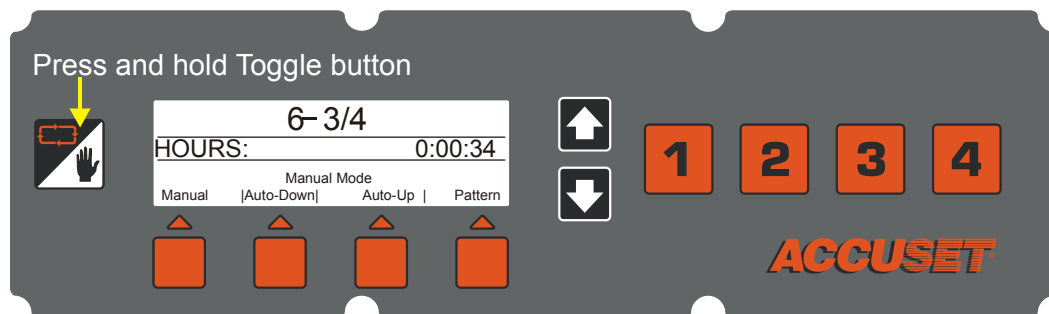 Press and hold Toggle button
6- 3/4
HOURS: 0:00:34
Manual Mode
Manual |Auto-Down| Auto-Up | Pattern
1 2 3 4
ACCUSET